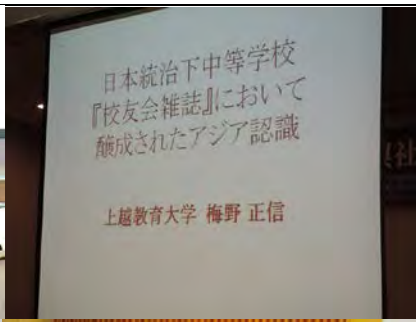 日本統治下中等学校
『校友会雑誌』において
醸成されたアジア認識
上越教育大学 梅野 正信